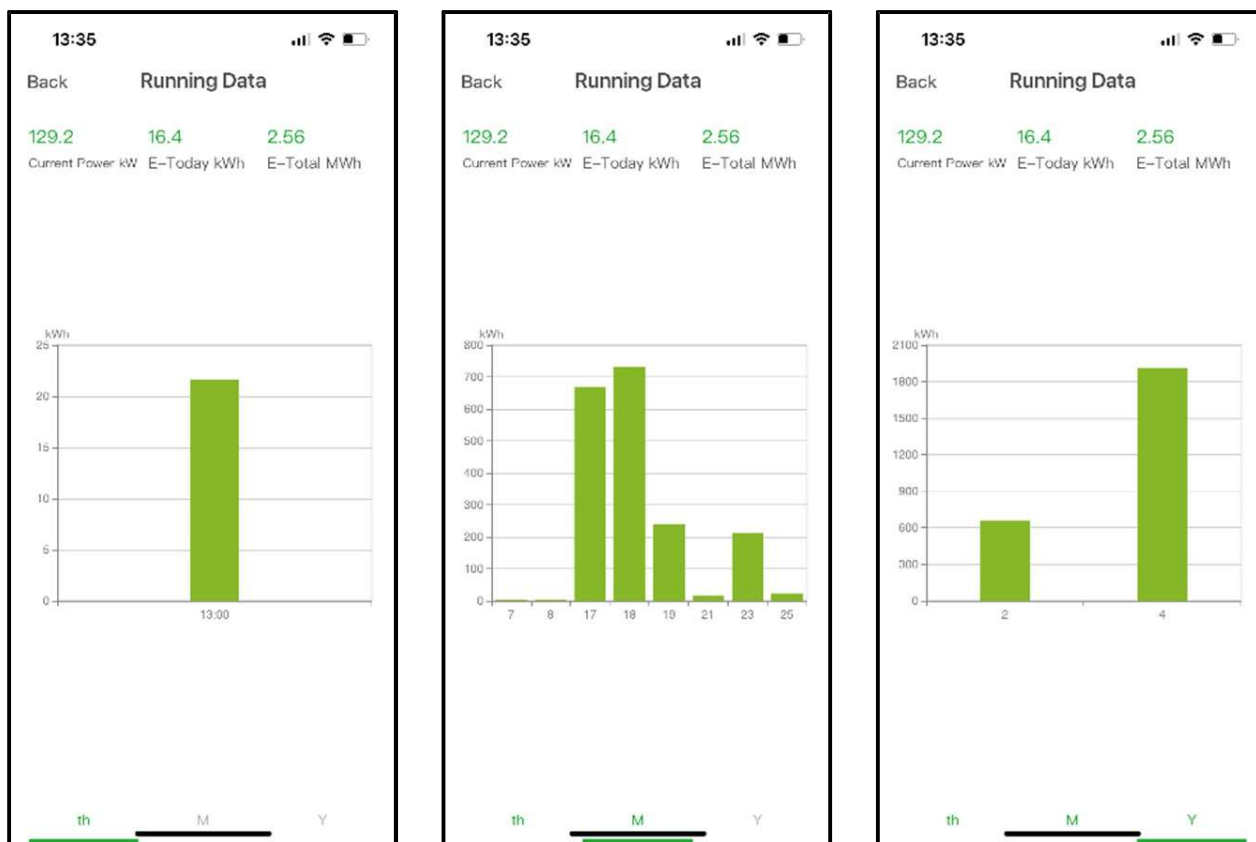 13:35
Back Running Data
129.2 16.4 2.56
Current Power kW E-Today kWh E-Total MWh
kWh
25
20
15
10
5
0
13:00
th M Y
13:35
Back Running Data
129.2 16.4 2.56
Current Power kW E-Today kWh E-Total MWh
kWh
800
700
600
500
400
300
200
100
0
7 8 17 18 19 21 23 25
th M Y
13:35
Back Running Data
129.2 16.4 2.56
Current Power kW E-Today kWh E-Total MWh
kWh
2100
1800
1500
1200
900
600
300
0
2 4
th M Y